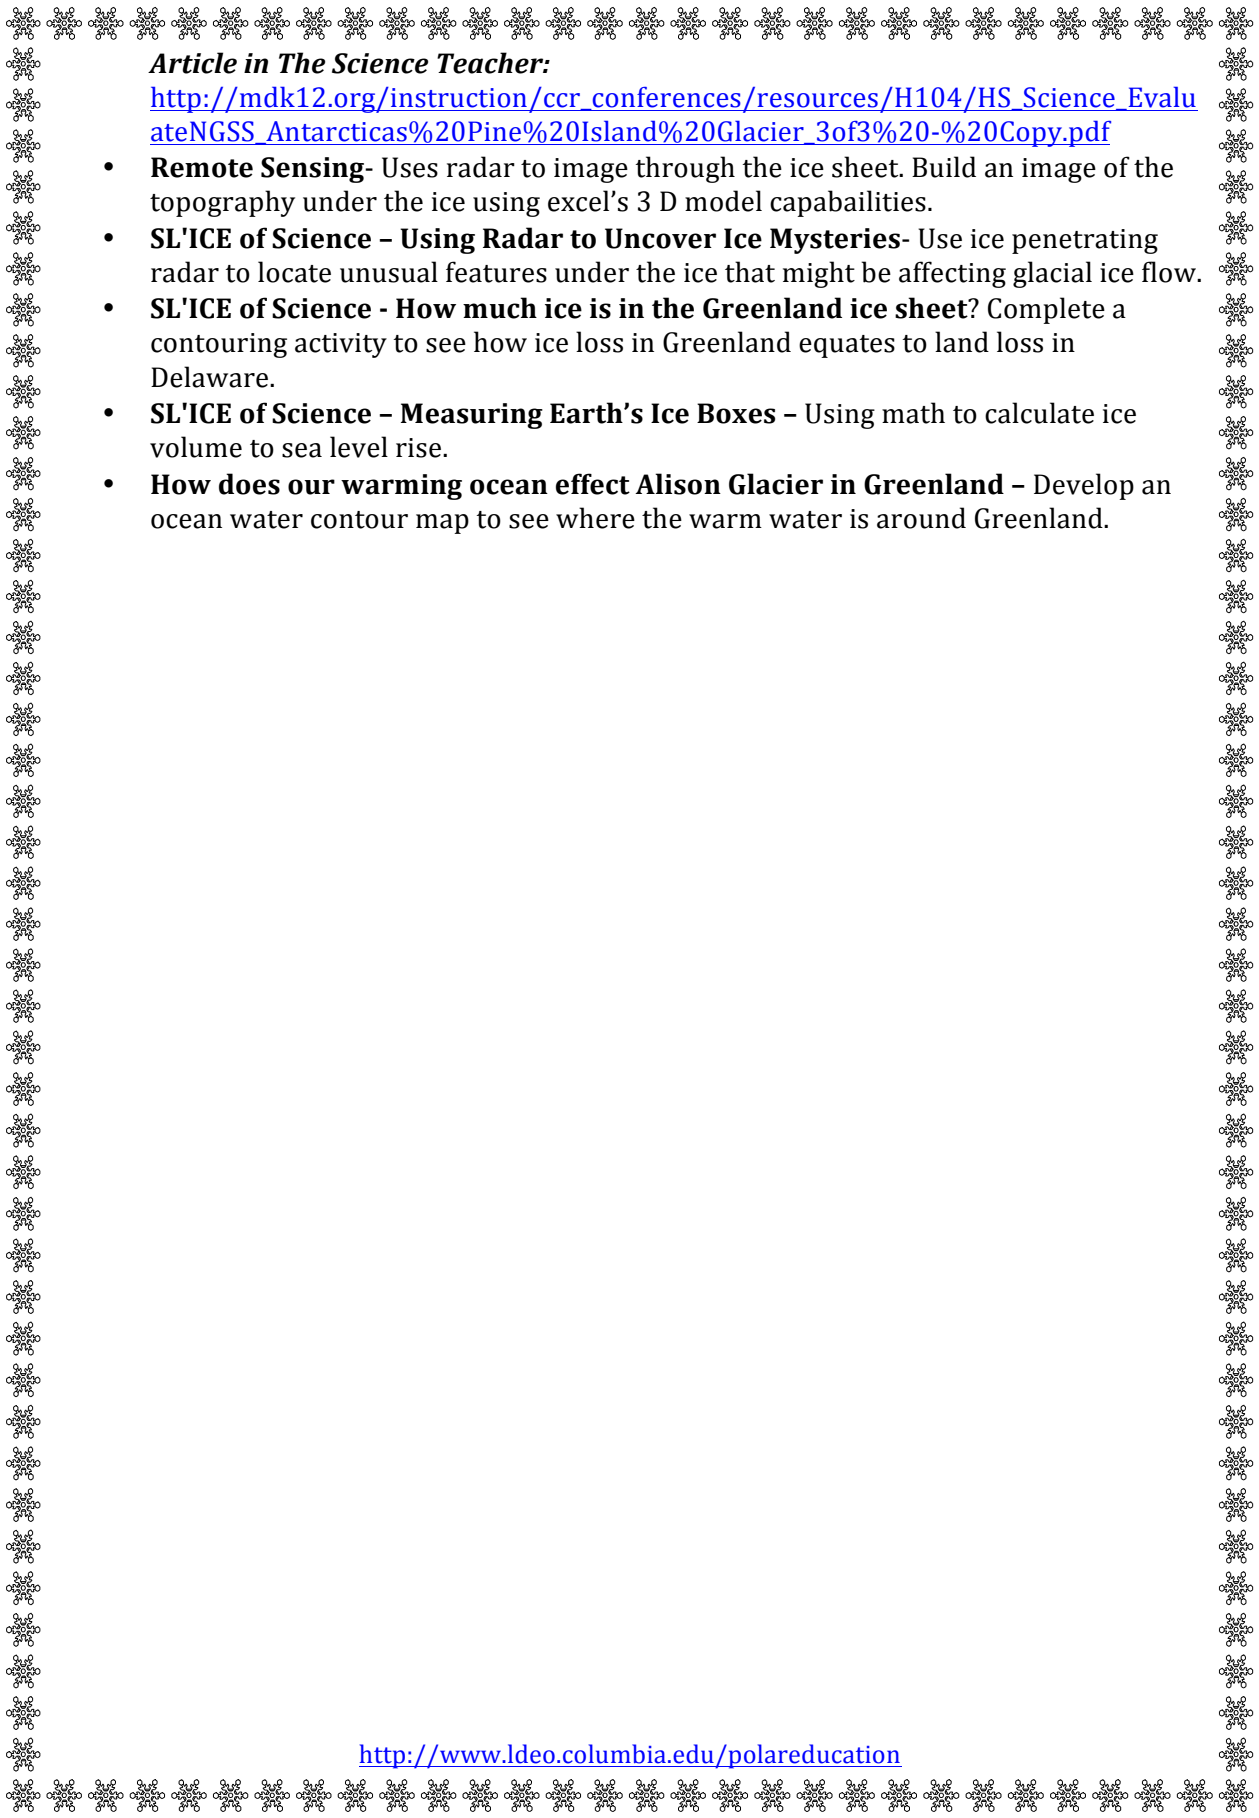 Article in The Science Teacher:
http://mdk12.org/instruction/ccr_conferences/resources/H104/HS_Science_Evalu
ateNGSS_Antarcticas%20Pine%20Island%20Glacier_3of3%20-%20Copy.pdf
• Remote Sensing- Uses radar to image through the ice sheet. Build an image of the
topography under the ice using excel’s 3 D model capabailities.
• SL'ICE of Science – Using Radar to Uncover Ice Mysteries- Use ice penetrating
radar to locate unusual features under the ice that might be affecting glacial ice flow.
• SL'ICE of Science - How much ice is in the Greenland ice sheet? Complete a
contouring activity to see how ice loss in Greenland equates to land loss in
Delaware.
• SL'ICE of Science – Measuring Earth’s Ice Boxes – Using math to calculate ice
volume to sea level rise.
• How does our warming ocean effect Alison Glacier in Greenland – Develop an
ocean water contour map to see where the warm water is around Greenland.
http://www.ldeo.columbia.edu/polareducation